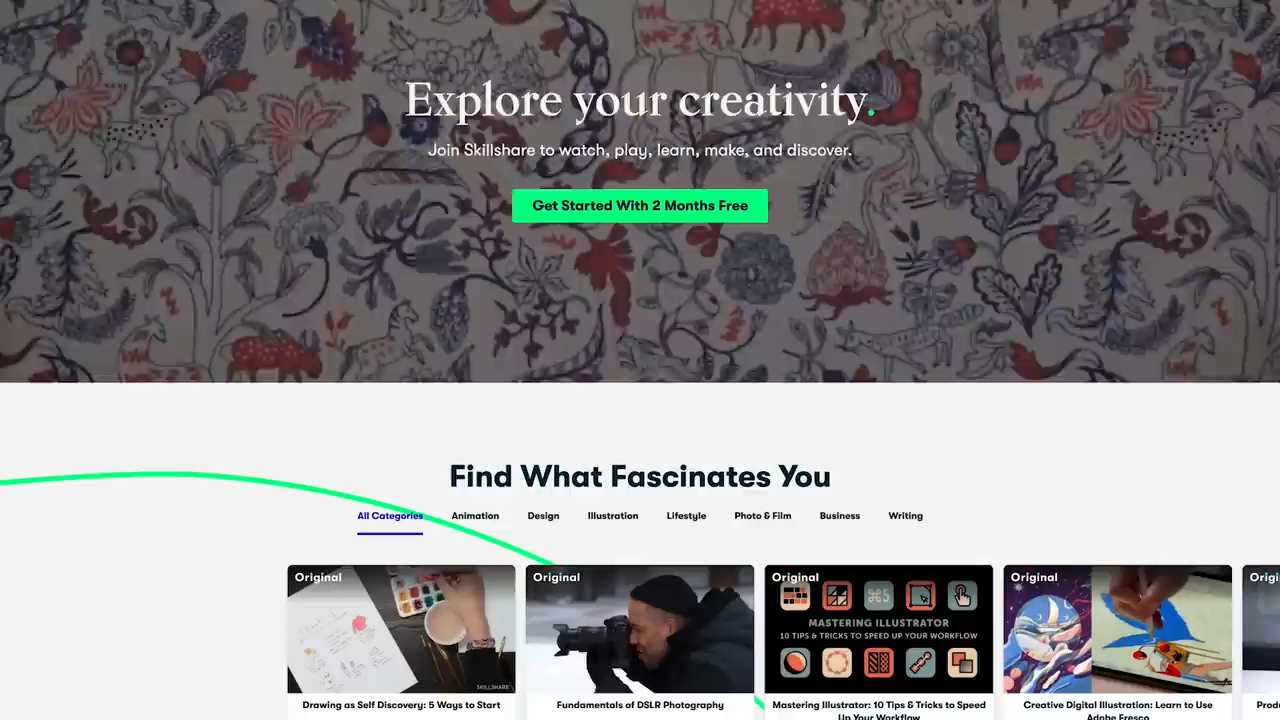 Explore your creativity.
Join Skillshare to watch, play, learn, make, and discover.
Get Started With 2 Months Free
Find What Fascinates You
All Categories Animation Design Illustration Lifestyle Photo & Film Business Writing
Original Original Original Original
⌘5
MASTERING ILLUSTRATOR
10 TIPS & TRICKS TO SPEED UP YOUR WORKFLOW
SKILLSHARE
Drawing as Self Discovery: 5 Ways to Start
Fundamentals of DSLR Photography
Mastering Illustrator: 10 Tips & Tricks to Speed
Up Your Workflow
Creative Digital Illustration: Learn to Use
Adobe Fresco